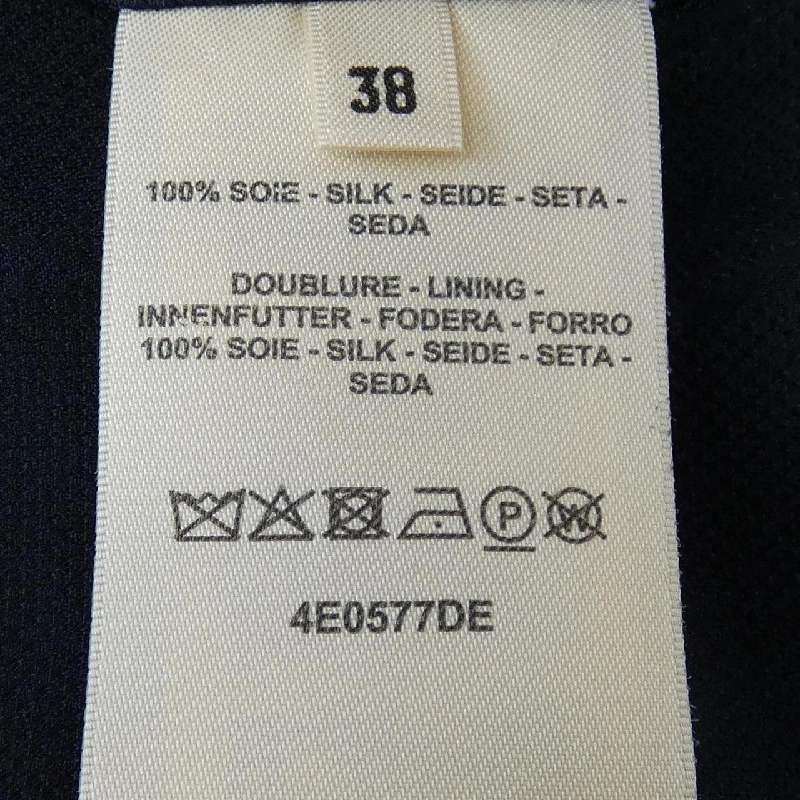 38
100% SOIE - SILK - SEIDE - SETA -
SEDA
DOUBLURE - LINING -
INNENFUTTER - FODERA - FORRO
100% SOIE - SILK - SEIDE - SETA -
SEDA
P W
4E0577DE